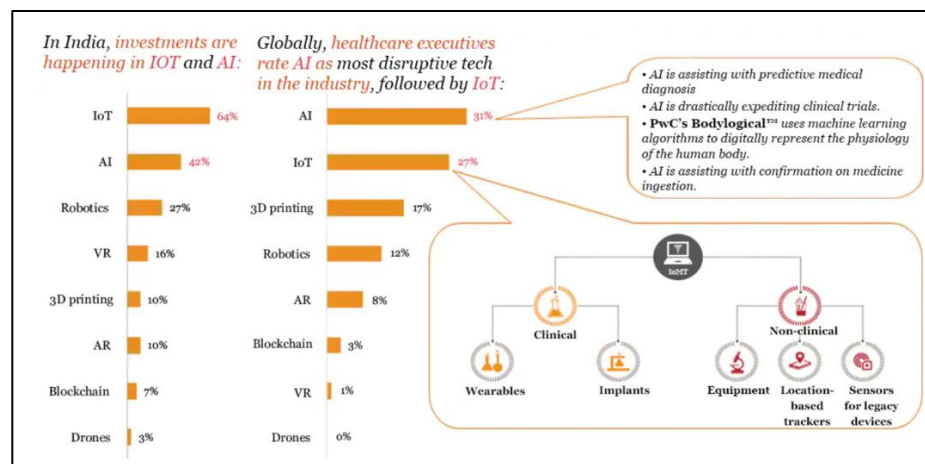 In India, investments are
happening in IOT and AI:
IoT 64%
AI 42%
Robotics 27%
VR 16%
3D printing 10%
AR 10%
Blockchain 7%
Drones 3%
Globally, healthcare executives
rate AI as most disruptive tech
in the industry, followed by IoT:
AI 31%
IoT 27%
3D printing 17%
Robotics 12%
AR 8%
Blockchain 3%
VR 1%
Drones 0%
• AI is assisting with predictive medical
diagnosis
• AI is drastically expediting clinical trials.
• PwC's Bodylogical™ uses machine learning
algorithms to digitally represent the physiology
of the human body.
• AI is assisting with confirmation on medicine
ingestion.
IoMT
Clinical
Non-clinical
Wearables
Implants
Equipment
Location-
based
trackers
Sensors
for legacy
devices